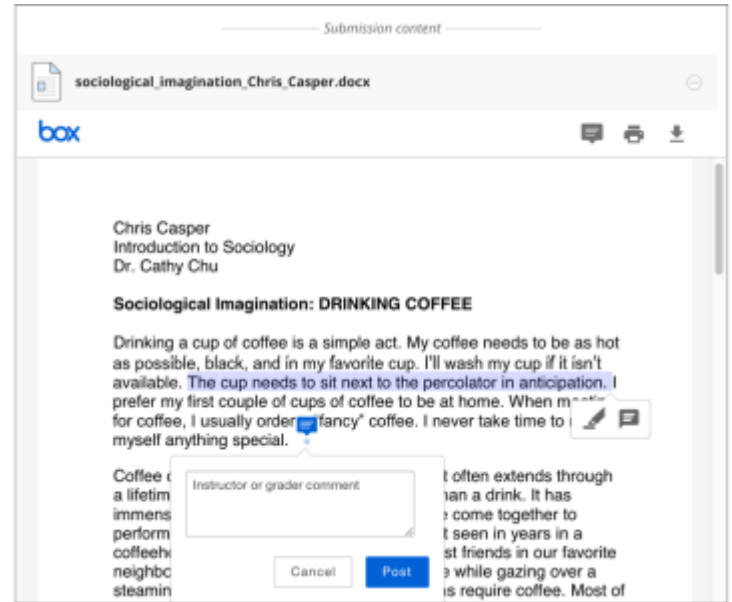 Submission content
sociological_imagination_Chris_Casper.docx
box
Chris Casper
Introduction to Sociology
Dr. Cathy Chu
Sociological Imagination: DRINKING COFFEE
Drinking a cup of coffee is a simple act. My coffee needs to be as hot
as possible, black, and in my favorite cup. I'll wash my cup if it isn't
available. The cup needs to sit next to the percolator in anticipation. I
prefer my first couple of cups of coffee to be at home. When
for coffee, I usually order "fancy" coffee. I never take time to
myself anything special.
Coffee often extends through
a lifetim an a drink. It has
immens come together to
perform t seen in years in a
coffeeh st friends in our favorite
neighbo while gazing over a
steamin s require coffee. Most of
Instructor or grader comment
Cancel
Post